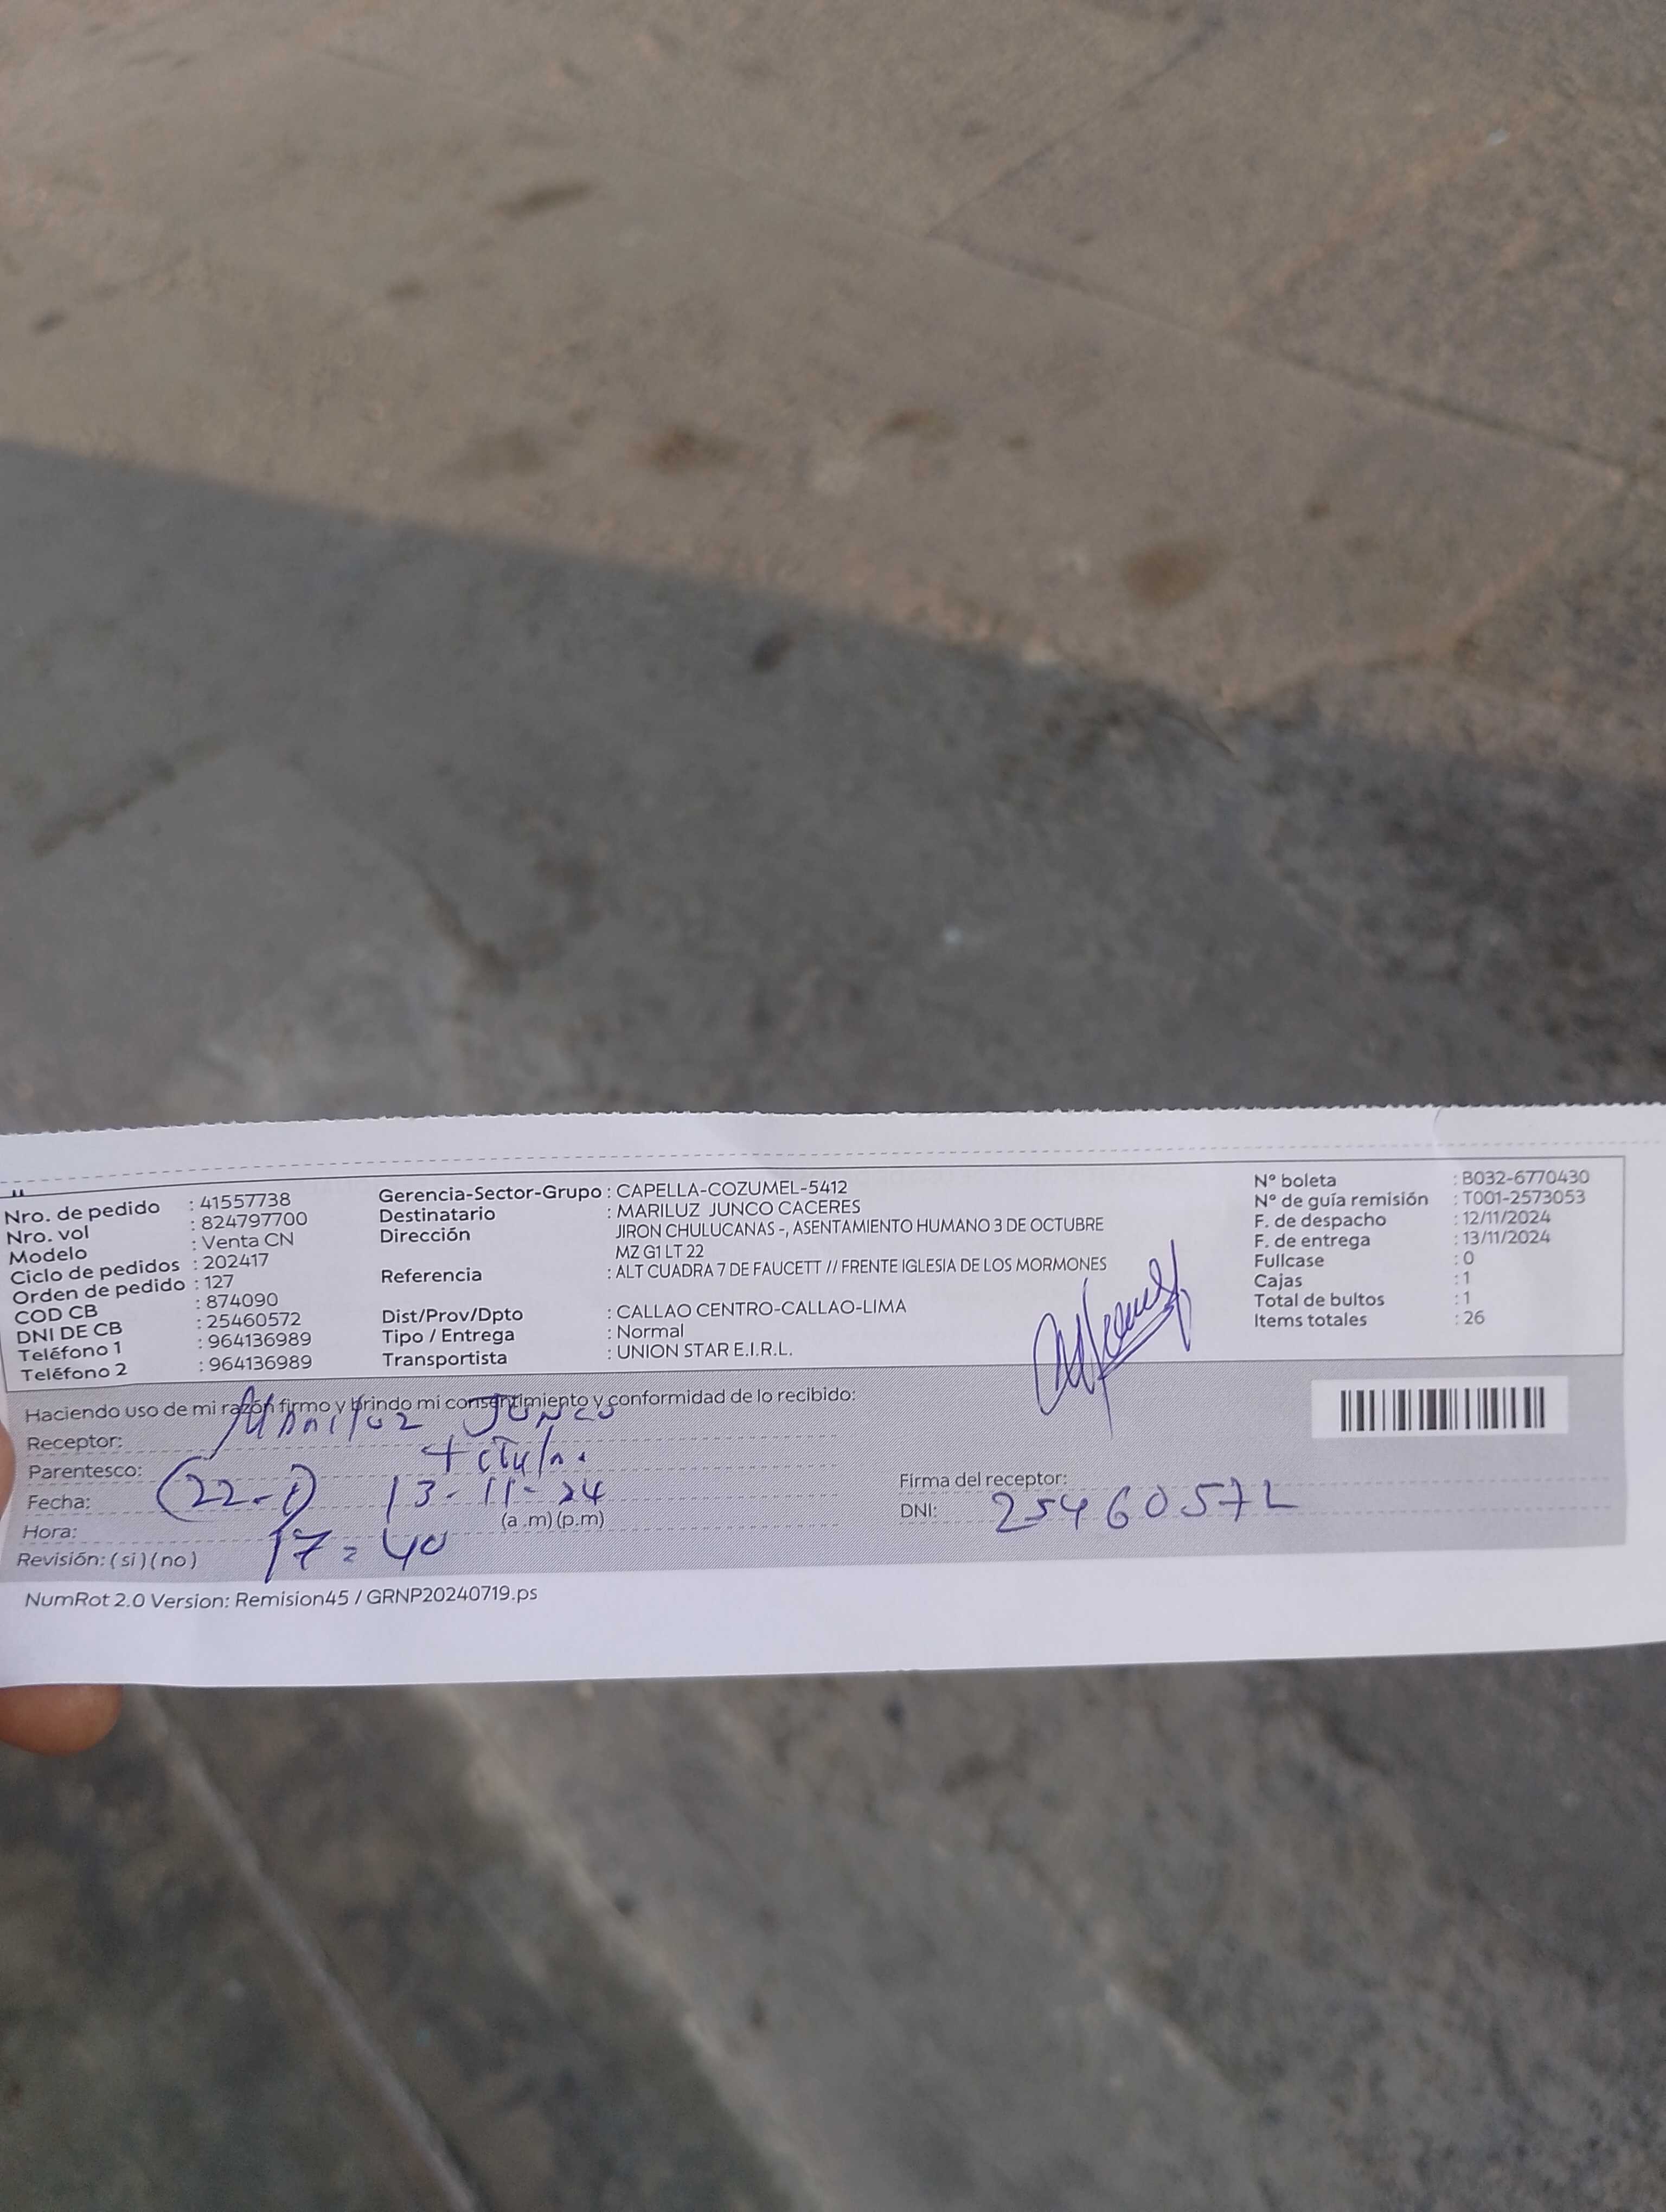 Nro. de pedido : 41557738
Nro. vol : 824797700
Modelo : Venta CN
Ciclo de pedidos : 202417
Orden de pedido : 127
COD CB : 874090
DNI DE CB : 25460572
Teléfono 1 : 964136989
Teléfono 2 : 964136989
Gerencia-Sector-Grupo : CAPELLA-COZUMEL-5412
Destinatario : MARILUZ JUNCO CACERES
Dirección JIRON CHULUCANAS -, ASENTAMIENTO HUMANO 3 DE OCTUBRE
MZ G1 LT 22
Referencia : ALT CUADRA 7 DE FAUCETT // FRENTE IGLESIA DE LOS MORMONES
Dist/Prov/Dpto : CALLAO CENTRO-CALLAO-LIMA
Tipo / Entrega : Normal
Transportista : UNION STAR E.I.R.L.
N° boleta : B032-6770430
N° de guía remisión : T001-2573053
F. de despacho : 12/11/2024
F. de entrega : 13/11/2024
Fullcase : 0
Cajas : 1
Total de bultos : 1
Items totales : 26
Haciendo uso de mi razón firmo y brindo mi consentimiento y conformidad de lo recibido:
Receptor: Mariluz Junco
Parentesco: titular.
Fecha: (22-1) 13-11-24
Hora: 17:40 (a .m) (p.m)
Revisión: ( si ) ( no )
Firma del receptor:
DNI: 25460572
NumRot 2.0 Version: Remision45 / GRNP20240719.ps